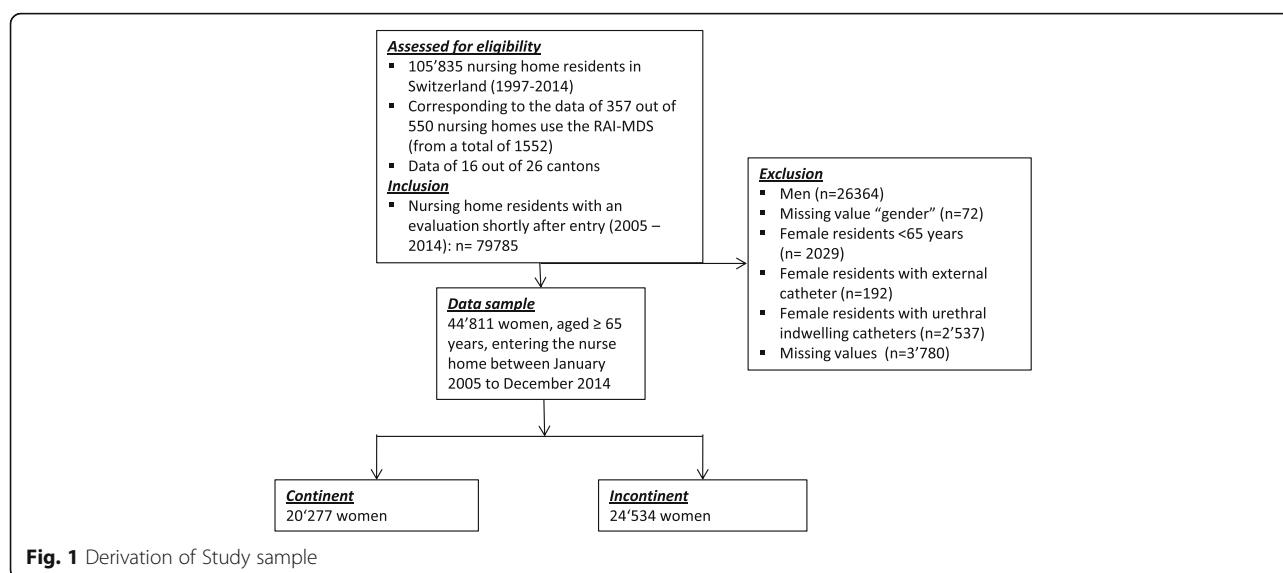 Assessed for eligibility
▪ 105’835 nursing home residents in
Switzerland (1997-2014)
▪ Corresponding to the data of 357 out of
550 nursing homes use the RAI-MDS
(from a total of 1552)
▪ Data of 16 out of 26 cantons
Inclusion
▪ Nursing home residents with an
evaluation shortly after entry (2005 –
2014): n= 79785
Exclusion
▪ Men (n=26364)
▪ Missing value “gender” (n=72)
▪ Female residents <65 years
(n= 2029)
▪ Female residents with external
catheter (n=192)
▪ Female residents with urethral
indwelling catheters (n=2’537)
▪ Missing values (n=3’780)
Data sample
44’811 women, aged ≥ 65
years, entering the nurse
home between January
2005 to December 2014
Continent
20‘277 women
Incontinent
24‘534 women
Fig. 1 Derivation of Study sample